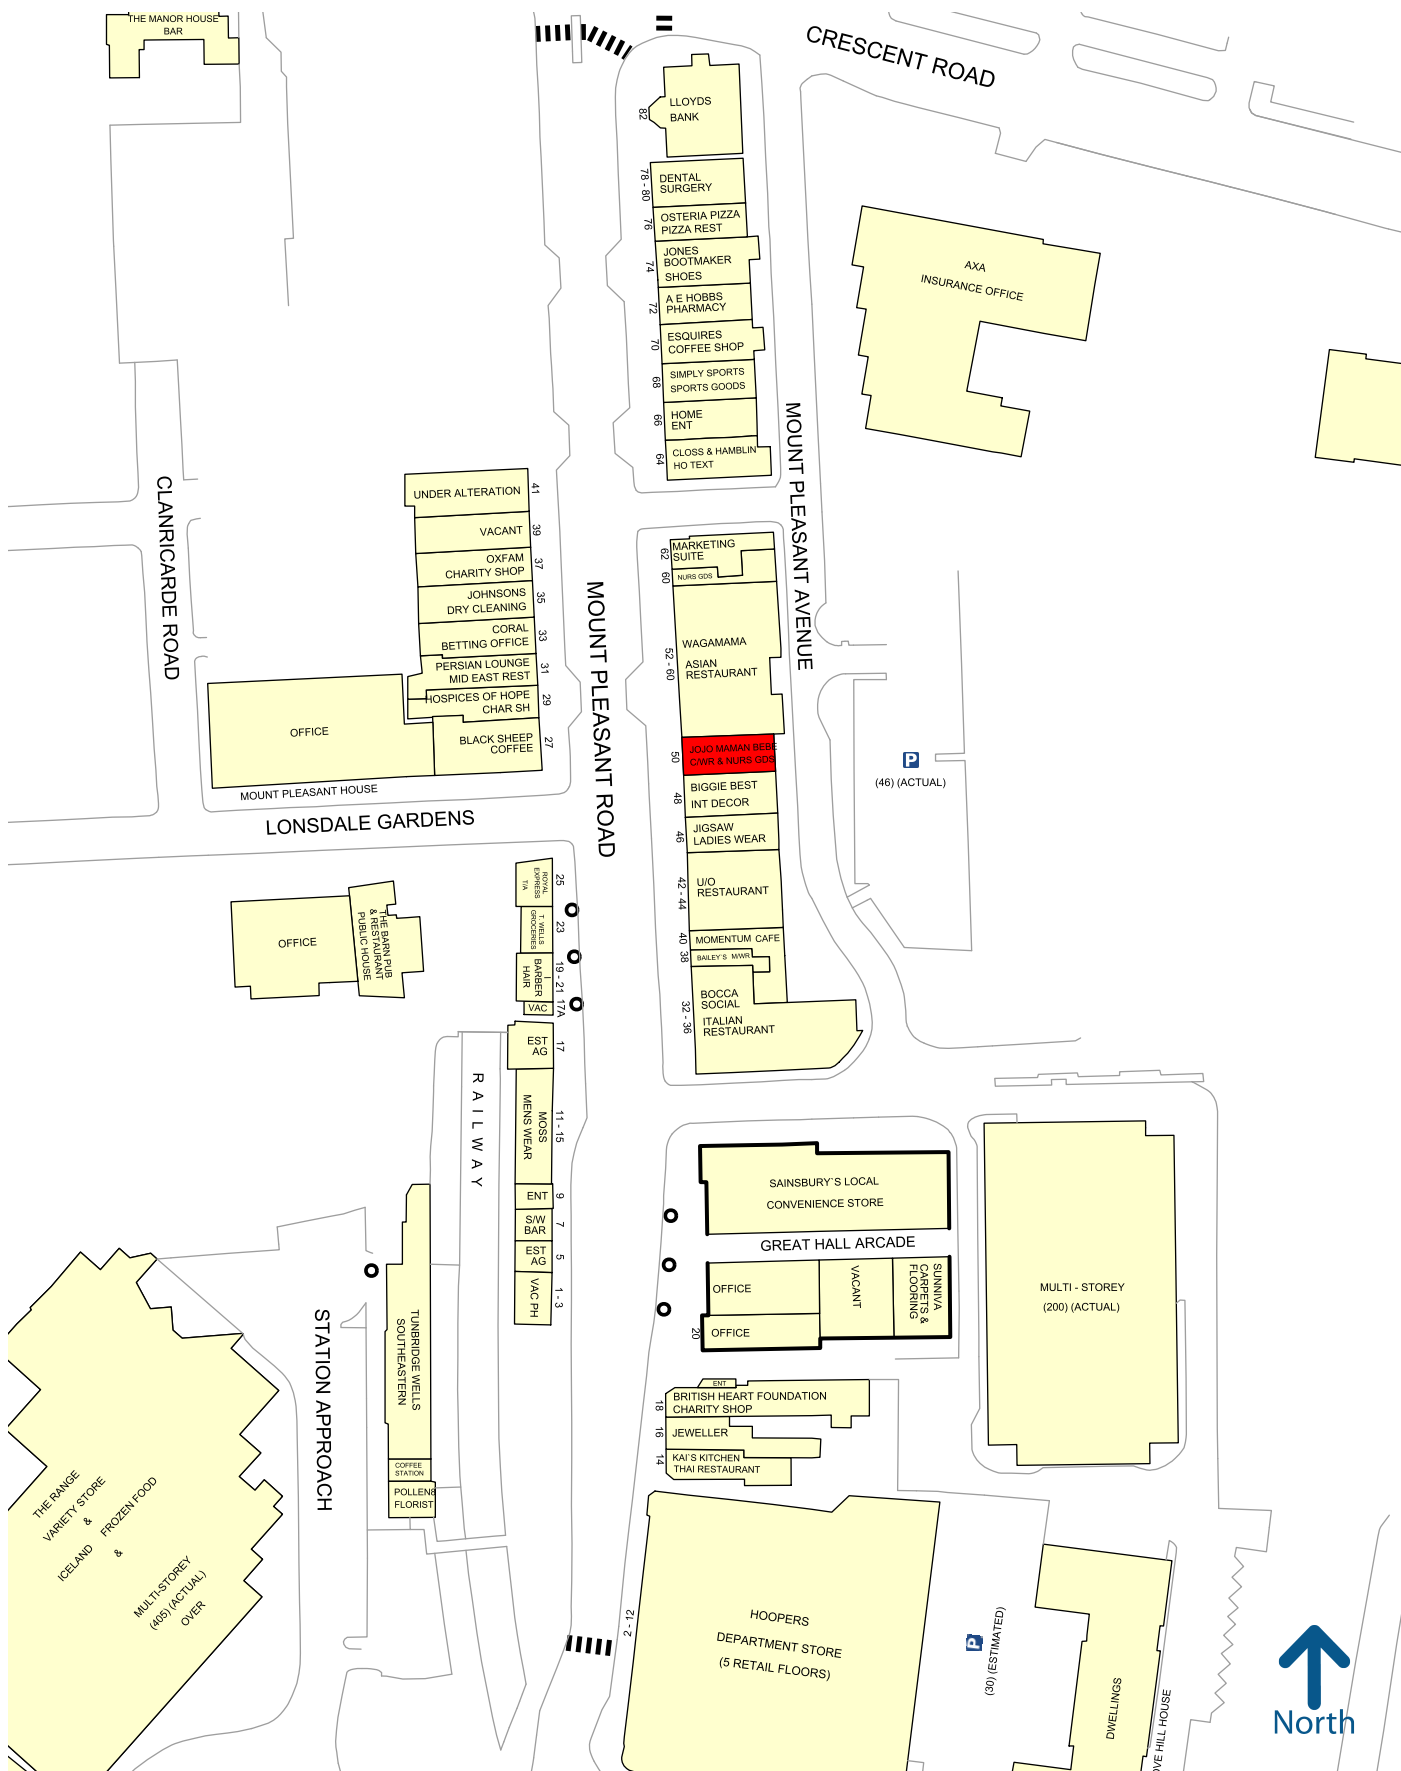 THE MANOR HOUSE
BAR
CRESCENT ROAD
LLOYDS
BANK
82
DENTAL
SURGERY
78 - 80
OSTERIA PIZZA
PIZZA REST
76
JONES
BOOTMAKER
SHOES
74
A E HOBBS
PHARMACY
72
ESQUIRES
COFFEE SHOP
70
SIMPLY SPORTS
SPORTS GOODS
68
HOME
ENT
66
CLOSS & HAMBLIN
HO TEXT
64
AXA
INSURANCE OFFICE
MOUNT PLEASANT AVENUE
CLANRICARDE ROAD
UNDER ALTERATION
41
VACANT
39
OXFAM
CHARITY SHOP
37
JOHNSONS
DRY CLEANING
35
CORAL
BETTING OFFICE
33
PERSIAN LOUNGE
MID EAST REST
31
HOSPICES OF HOPE
CHAR SH
29
BLACK SHEEP
COFFEE
27
OFFICE
MOUNT PLEASANT HOUSE
LONSDALE GARDENS
MOUNT PLEASANT ROAD
MARKETING
SUITE
62
NURS GDS
60
WAGAMAMA
ASIAN
RESTAURANT
52 - 60
JOJO MAMAN BEBE
C/WR & NURS GDS
50
BIGGIE BEST
INT DECOR
48
JIGSAW
LADIES WEAR
46
U/O
RESTAURANT
42 - 44
MOMENTUM CAFE
40
BAILEY`S M/WR
38
BOCCA
SOCIAL
ITALIAN
RESTAURANT
32 - 36
P
(46) (ACTUAL)
OFFICE
THE BARN PUB
& RESTAURANT
PUBLIC HOUSE
ROYAL
EXPRESS
T/A
25
T. WELLS
GROCERIES
23
I
BARBER
HAIR
19 - 21
VAC
17A
EST
AG
17
MOSS
MENS WEAR
11 - 15
ENT
9
S/W
BAR
7
EST
AG
5
VAC PH
1 - 3
RAILWAY
STATION APPROACH
TUNBRIDGE WELLS
SOUTHEASTERN
COFFEE
STATION
POLLEN8
FLORIST
SAINSBURY`S LOCAL
CONVENIENCE STORE
GREAT HALL ARCADE
OFFICE
OFFICE
20
VACANT
SUNNIVA
CARPETS &
FLOORING
MULTI - STOREY
(200) (ACTUAL)
ENT
BRITISH HEART FOUNDATION
CHARITY SHOP
18
JEWELLER
16
KAI`S KITCHEN
THAI RESTAURANT
14
THE RANGE
VARIETY STORE
&
ICELAND FROZEN FOOD
&
MULTI-STOREY
(405) (ACTUAL)
OVER
HOOPERS
DEPARTMENT STORE
(5 RETAIL FLOORS)
2 - 12
P
(30) (ESTIMATED)
DWELLINGS
OVE HILL HOUSE
North